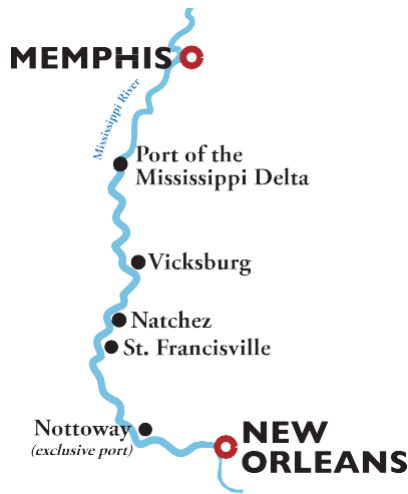 MEMPHIS
Mississippi River
Port of the
Mississippi Delta
Vicksburg
Natchez
St. Francisville
Nottoway
(exclusive port)
NEW
ORLEANS